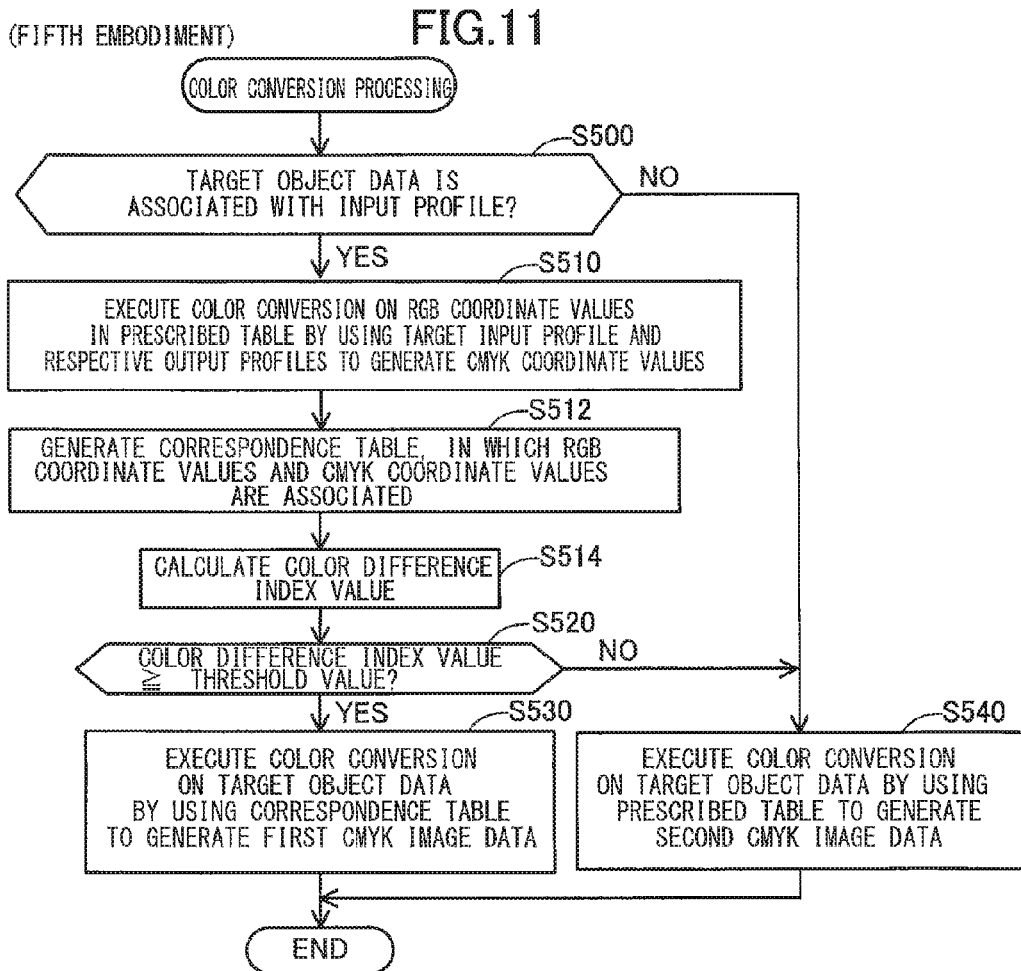 (FIFTH EMBODIMENT)
FIG.11
COLOR CONVERSION PROCESSING
S500
TARGET OBJECT DATA IS
ASSOCIATED WITH INPUT PROFILE?
NO
YES
S510
EXECUTE COLOR CONVERSION ON RGB COORDINATE VALUES
IN PRESCRIBED TABLE BY USING TARGET INPUT PROFILE AND
RESPECTIVE OUTPUT PROFILES TO GENERATE CMYK COORDINATE VALUES
S512
GENERATE CORRESPONDENCE TABLE, IN WHICH RGB
COORDINATE VALUES AND CMYK COORDINATE VALUES
ARE ASSOCIATED
S514
CALCULATE COLOR DIFFERENCE
INDEX VALUE
S520
COLOR DIFFERENCE INDEX VALUE
≧ THRESHOLD VALUE?
NO
YES
S530
EXECUTE COLOR CONVERSION
ON TARGET OBJECT DATA
BY USING CORRESPONDENCE TABLE
TO GENERATE FIRST CMYK IMAGE DATA
S540
EXECUTE COLOR CONVERSION
ON TARGET OBJECT DATA BY USING
PRESCRIBED TABLE TO GENERATE
SECOND CMYK IMAGE DATA
END